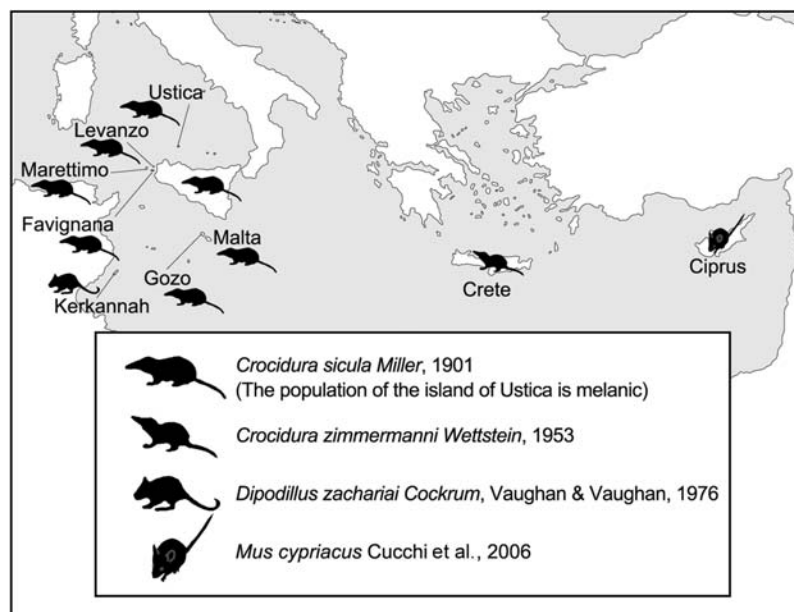 Ustica
Levanzo
Marettimo
Favignana
Malta
Gozo
Kerkannah
Crete
Ciprus
Crocidura sicula Miller, 1901
(The population of the island of Ustica is melanic)
Crocidura zimmermanni Wettstein, 1953
Dipodillus zachariai Cockrum, Vaughan & Vaughan, 1976
Mus cypriacus Cucchi et al., 2006